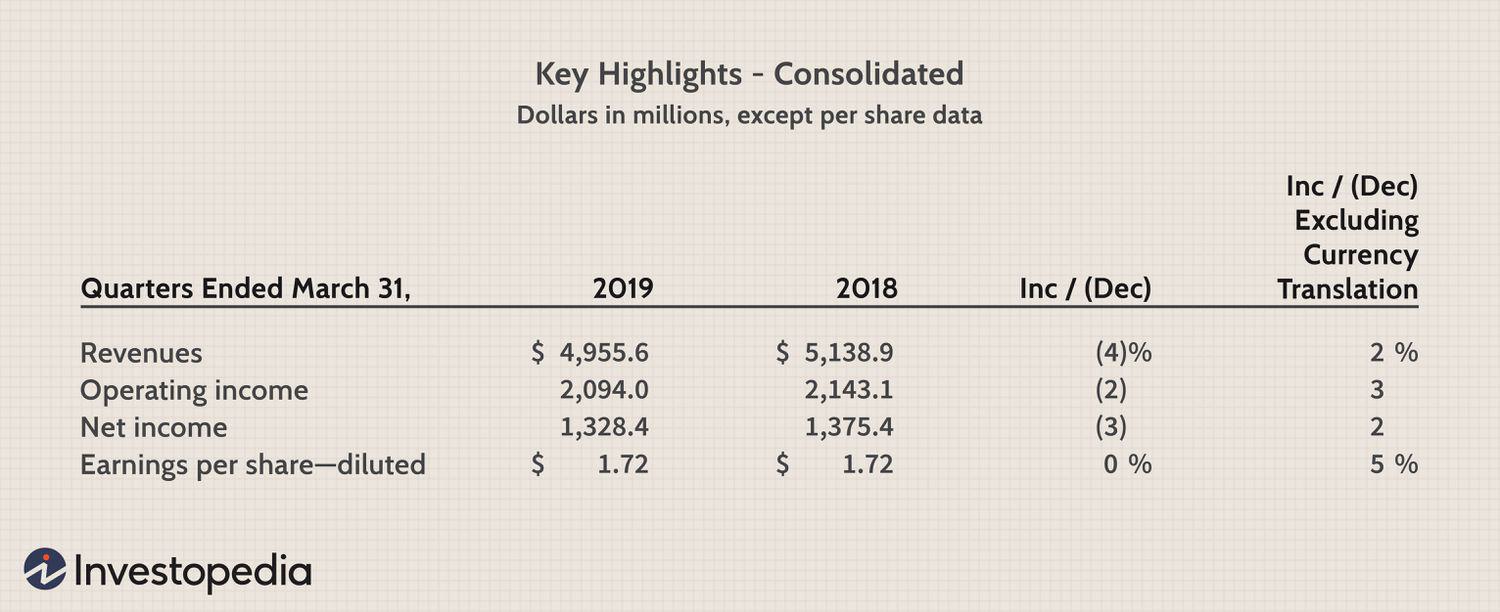 Key Highlights - Consolidated
Dollars in millions, except per share data
Inc / (Dec)
Excluding
Currency
Quarters Ended March 31, 2019 2018 Inc / (Dec) Translation
Revenues $ 4,955.6 $ 5,138.9 (4)% 2 %
Operating income 2,094.0 2,143.1 (2) 3
Net income 1,328.4 1,375.4 (3) 2
Earnings per share—diluted $ 1.72 $ 1.72 0 % 5 %
Investopedia